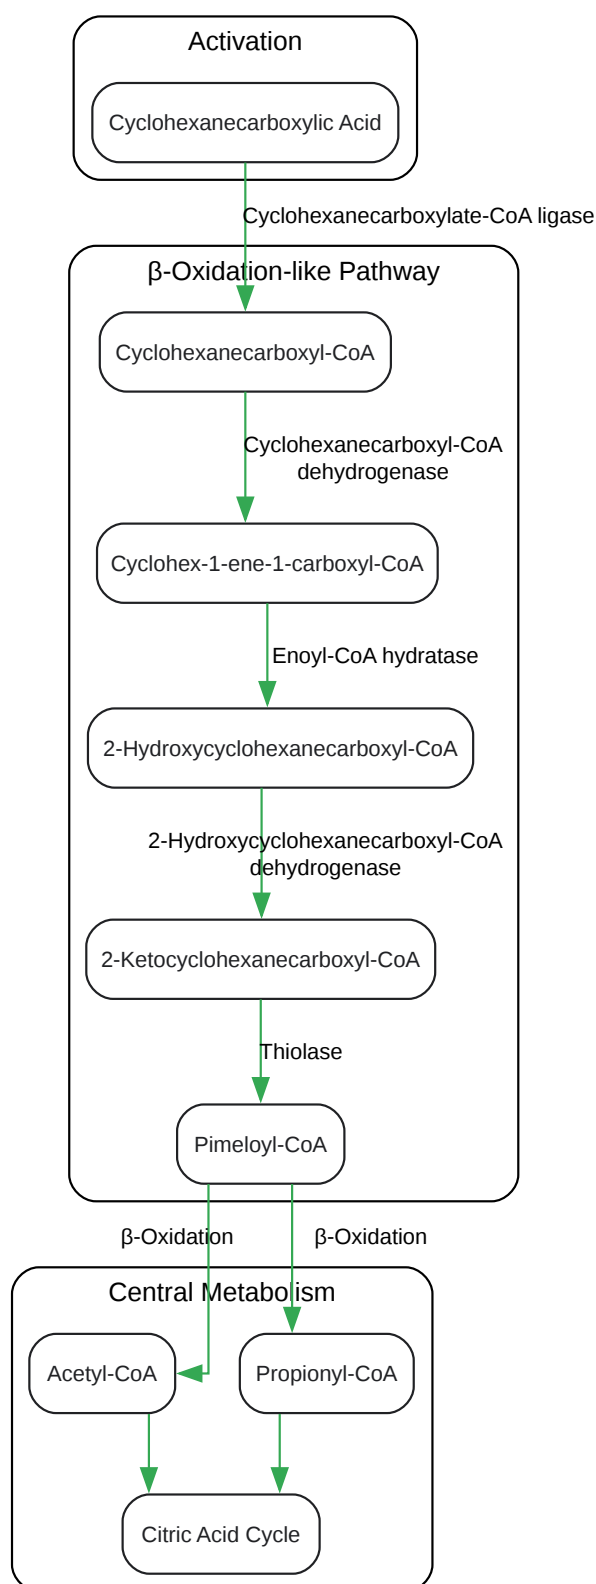 Activation
Cyclohexanecarboxylic Acid
Cyclohexanecarboxylate-CoA ligase
β-Oxidation-like Pathway
Cyclohexanecarboxyl-CoA
Cyclohexanecarboxyl-CoA
dehydrogenase
Cyclohex-1-ene-1-carboxyl-CoA
Enoyl-CoA hydratase
2-Hydroxycyclohexanecarboxyl-CoA
2-Hydroxycyclohexanecarboxyl-CoA
dehydrogenase
2-Ketocyclohexanecarboxyl-CoA
Thiolase
Pimeloyl-CoA
β-Oxidation
β-Oxidation
Central Metabolism
Acetyl-CoA
Propionyl-CoA
Citric Acid Cycle